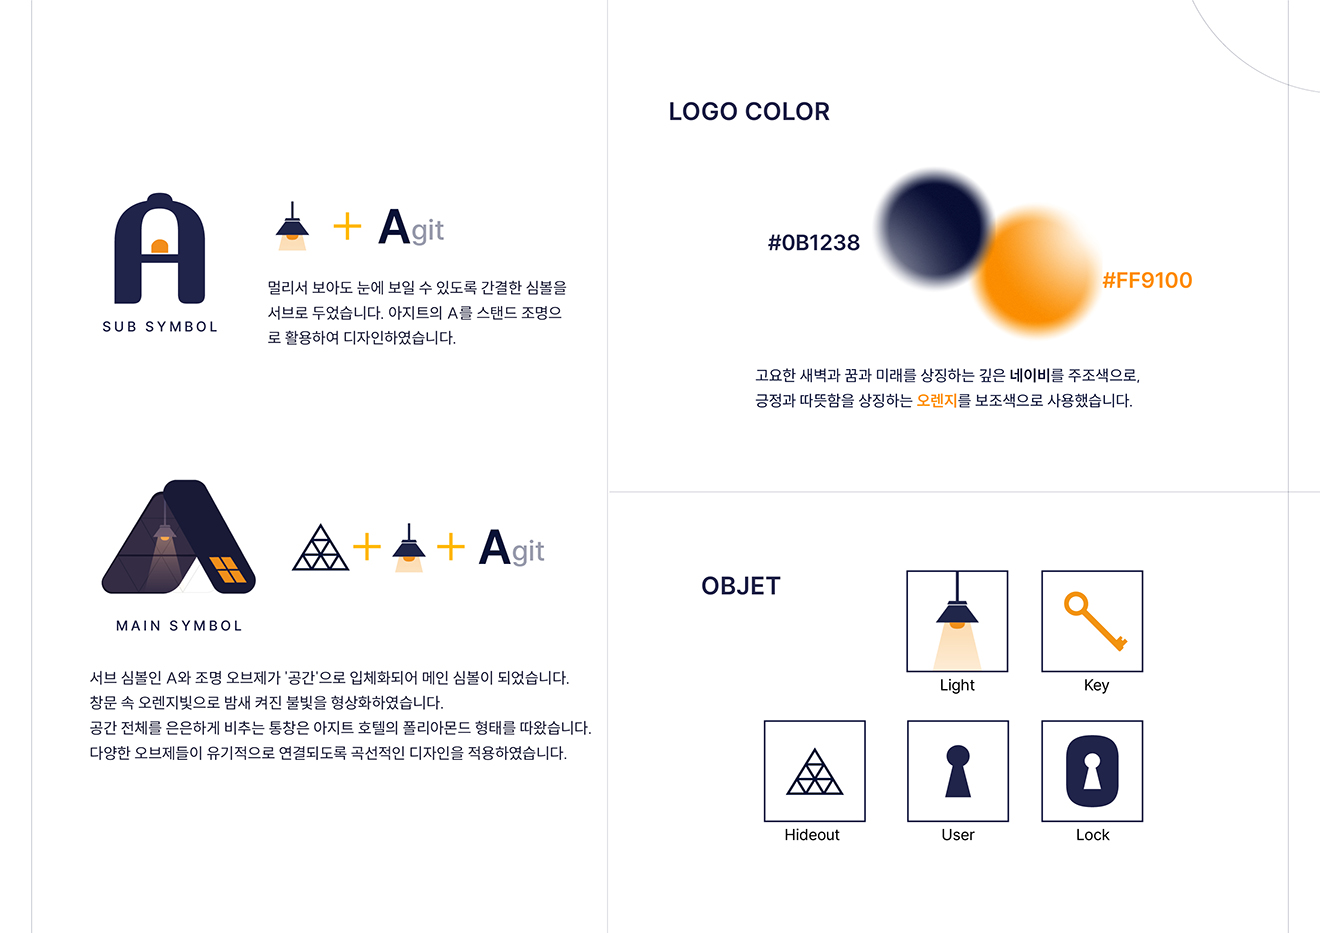 Agit
멀리서 보아도 눈에 보일 수 있도록 간결한 심볼을
서브로 두었습니다. 아지트의 A를 스탠드 조명으
로 활용하여 디자인하였습니다.
SUB SYMBOL
Agit
MAIN SYMBOL
서브 심볼인 A와 조명 오브제가 '공간'으로 입체화되어 메인 심볼이 되었습니다.
창문 속 오렌지빛으로 밤새 켜진 불빛을 형상화하였습니다.
공간 전체를 은은하게 비추는 통창은 아지트 호텔의 폴리아몬드 형태를 따왔습니다.
다양한 오브제들이 유기적으로 연결되도록 곡선적인 디자인을 적용하였습니다.
LOGO COLOR
#0B1238
#FF9100
고요한 새벽과 꿈과 미래를 상징하는 깊은 네이비를 주조색으로,
긍정과 따뜻함을 상징하는 오렌지를 보조색으로 사용했습니다.
OBJET
Light
Key
Hideout
User
Lock